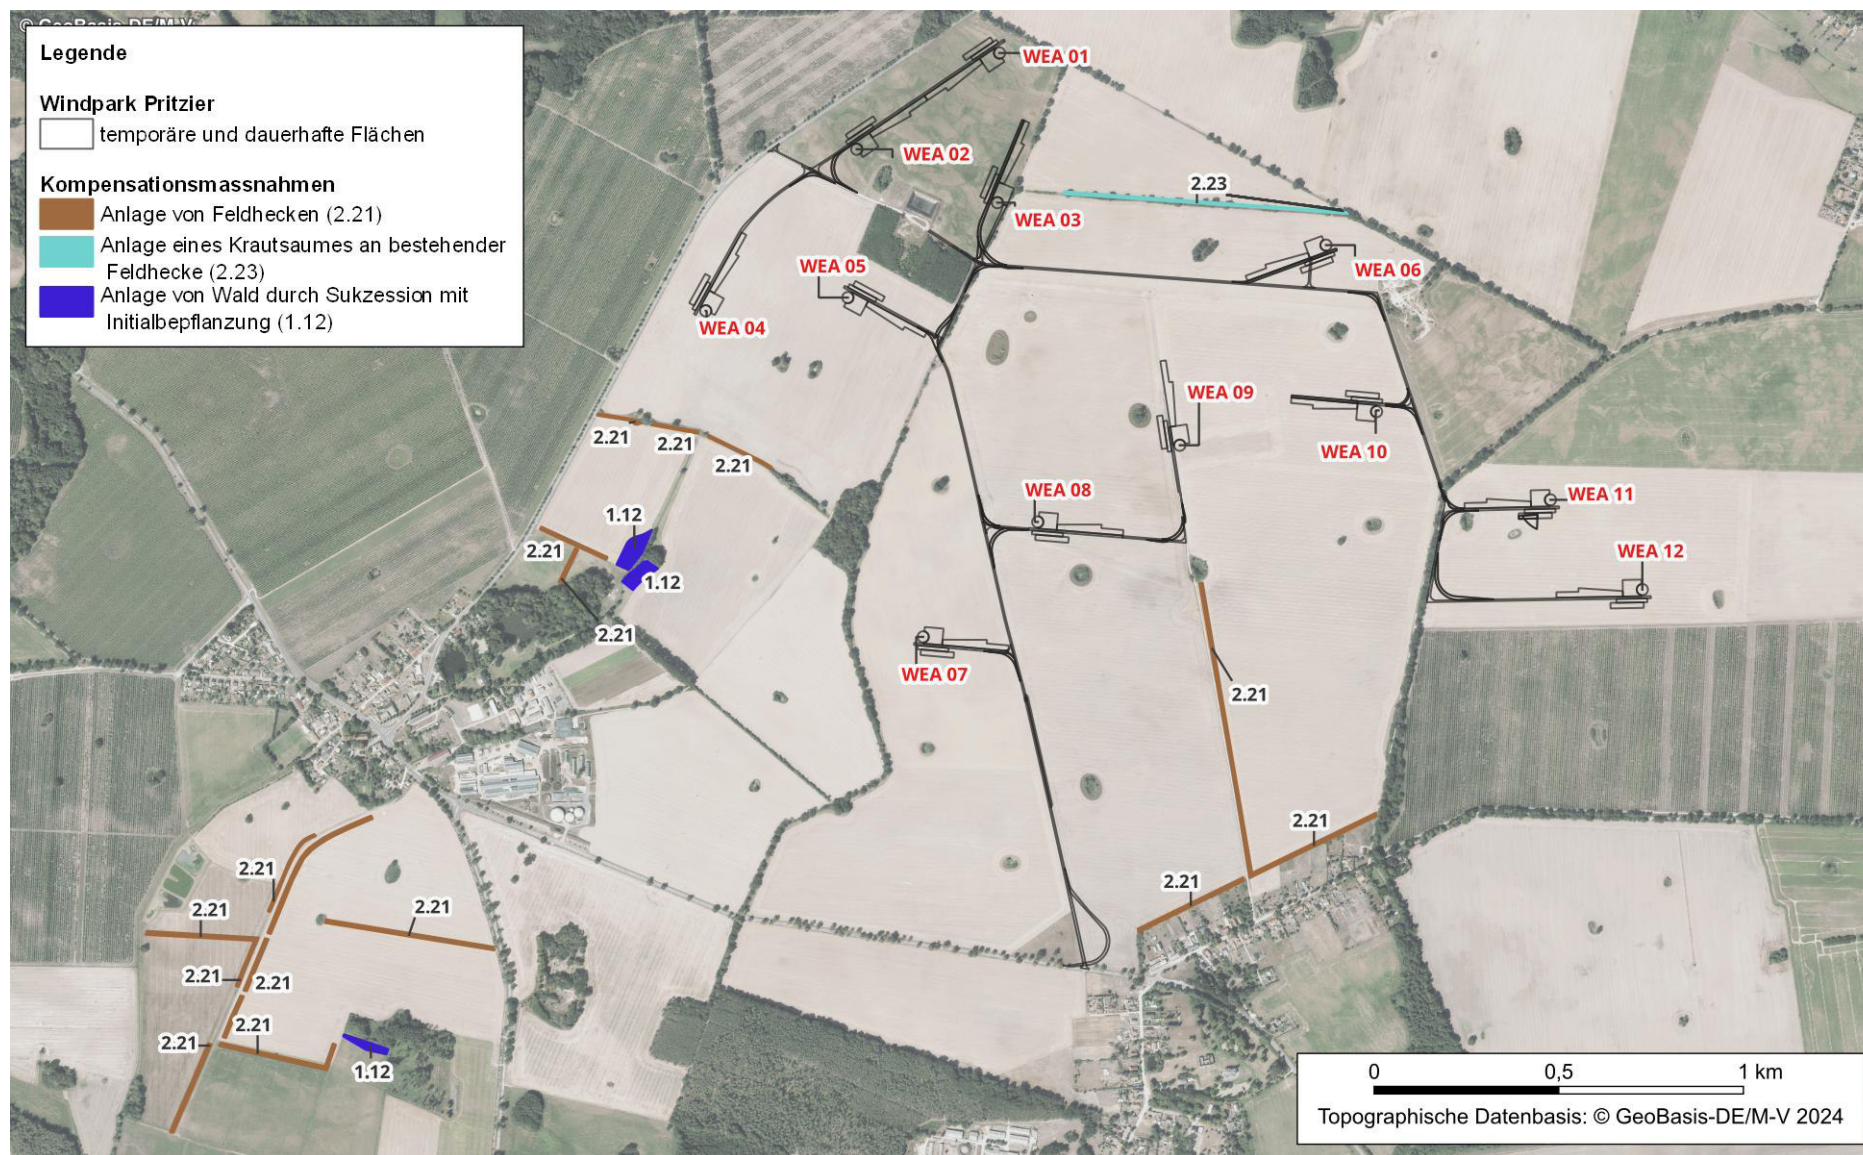 © GeoBasis-DE/M-V
Legende
Windpark Pritzier
temporäre und dauerhafte Flächen
Kompensationsmassnahmen
Anlage von Feldhecken (2.21)
Anlage eines Krautsaumes an bestehender
Feldhecke (2.23)
Anlage von Wald durch Sukzession mit
Initialbepflanzung (1.12)
WEA 01
WEA 02
2.23
WEA 03
WEA 05
WEA 06
WEA 04
WEA 09
2.21
2.21
WEA 10
2.21
WEA 08
WEA 11
1.12
2.21
WEA 12
1.12
2.21
WEA 07
2.21
2.21
2.21
2.21
2.21
2.21
2.21
2.21
2.21
2.21
1.12
0 0,5 1 km
Topographische Datenbasis: © GeoBasis-DE/M-V 2024